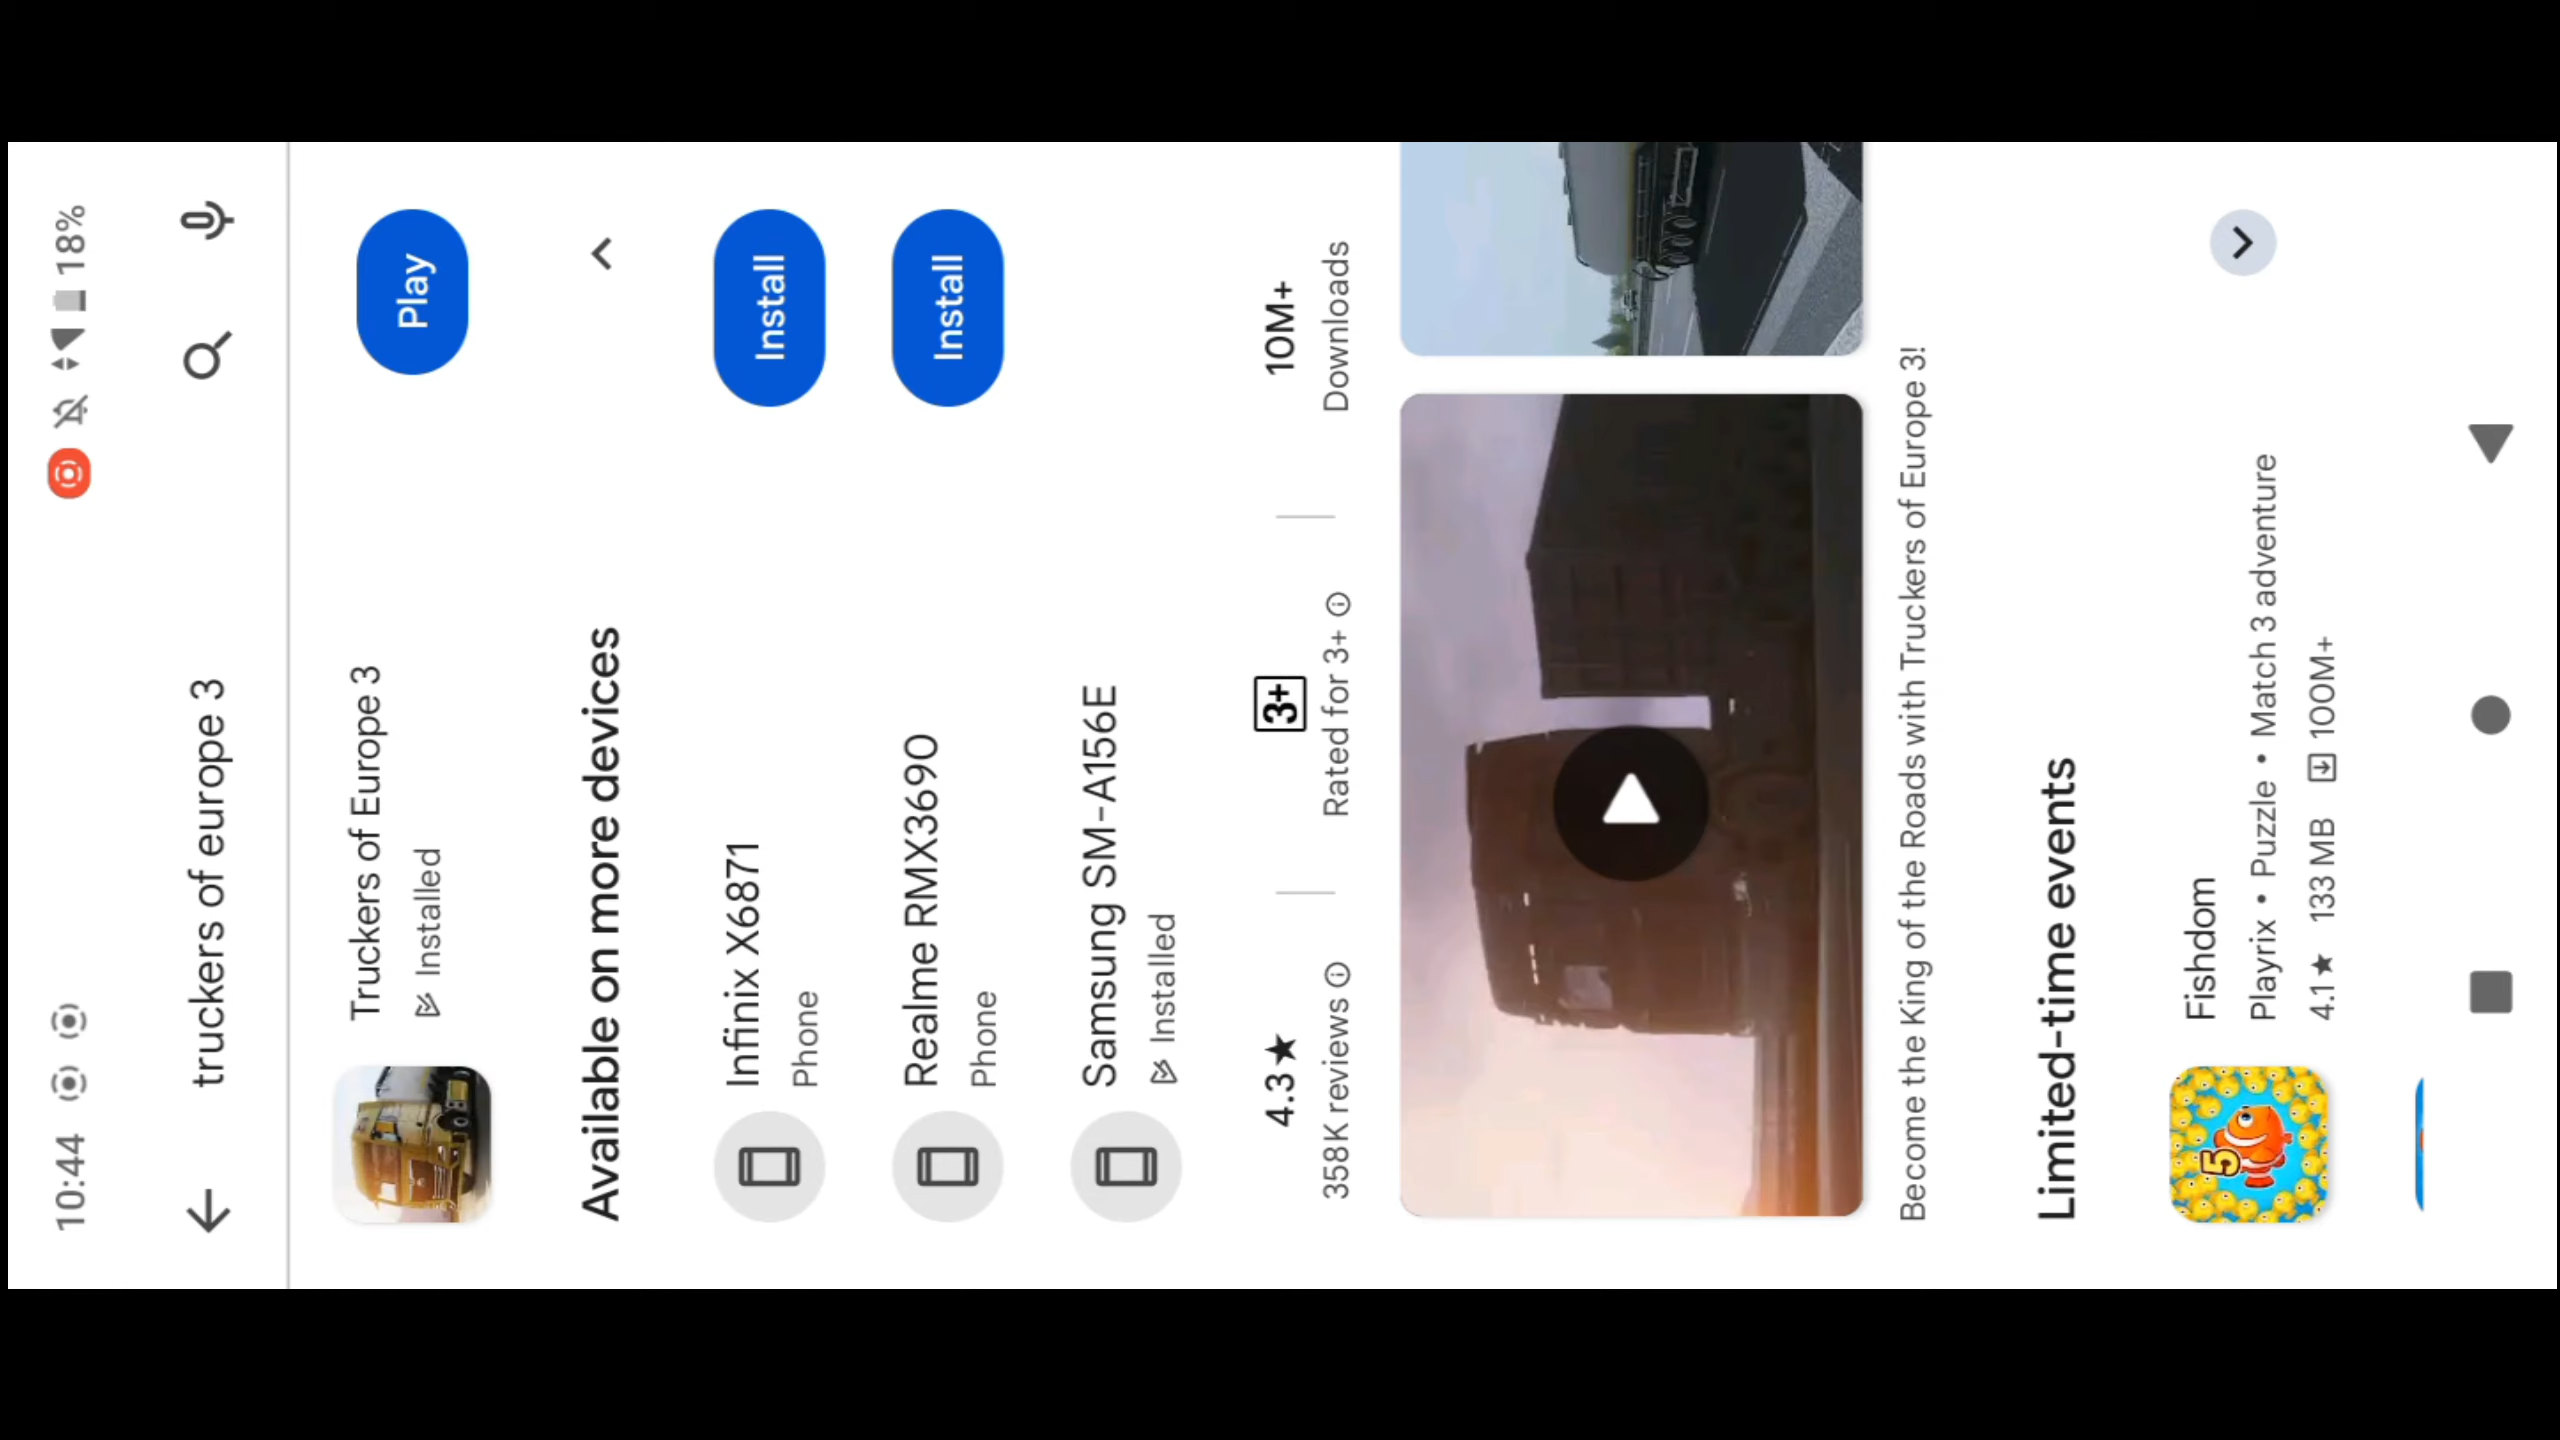 10:44
18%
truckers of europe 3
Truckers of Europe 3
Installed
Play
Available on more devices
Infinix X6871
Phone
Install
Realme RMX3690
Phone
Install
Samsung SM-A156E
Installed
4.3★
358K reviews
3+
Rated for 3+
10M+
Downloads
Become the King of the Roads with Truckers of Europe 3!
Limited-time events
5
Fishdom
Playrix • Puzzle • Match 3 adventure
4.1★ 133 MB 100M+